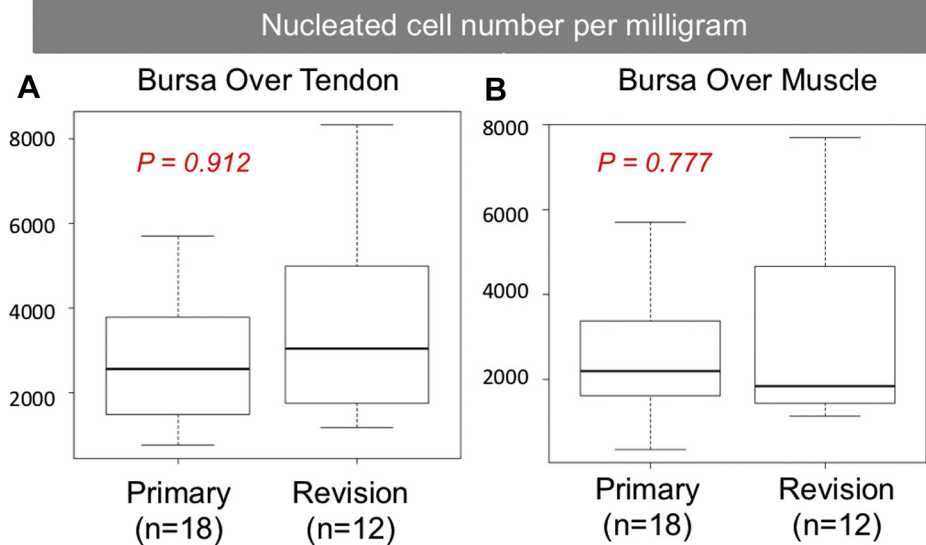 Nucleated cell number per milligram
A
Bursa Over Tendon
8000
6000
4000
2000
P = 0.912
Primary
(n=18)
Revision
(n=12)
B
Bursa Over Muscle
8000
6000
4000
2000
P = 0.777
Primary
(n=18)
Revision
(n=12)